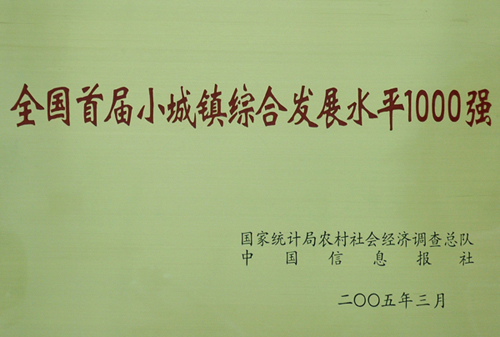 全国首届小城镇综合发展水平1000强
国家统计局农村社会经济调查总队
中国信息报社
二〇〇五年三月